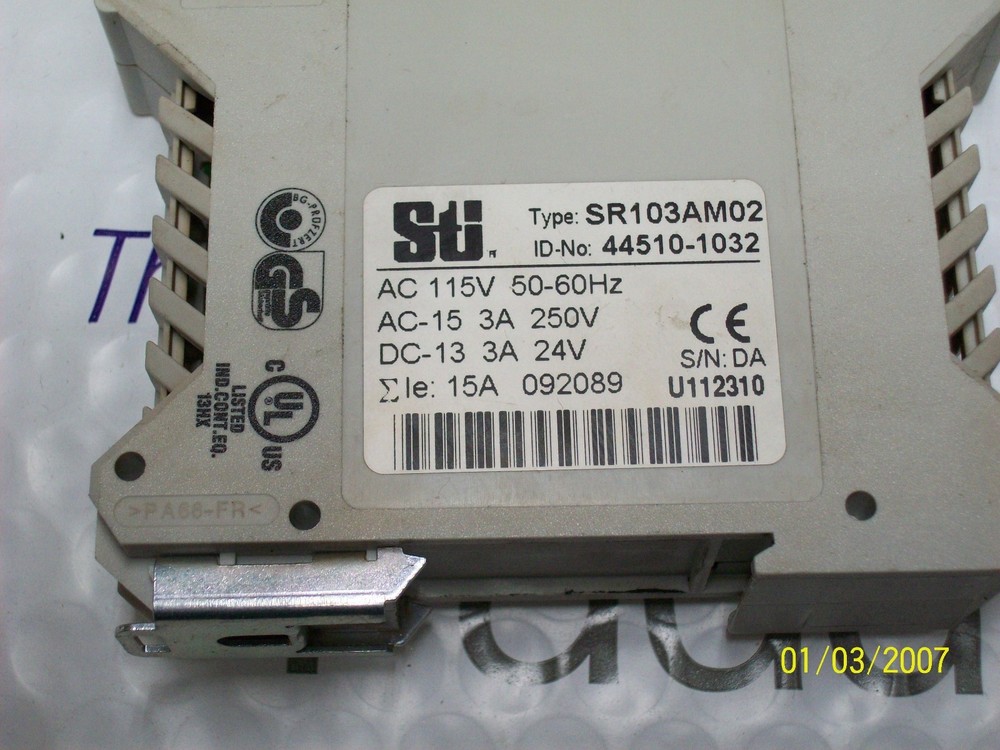 Sti
Type: SR103AM02
ID-No: 44510-1032
AC 115V 50-60Hz
AC-15 3A 250V
DC-13 3A 24V
ΣIe: 15A 092089
CE
S/N: DA
U112310
BG-PRÜFZERT
GS
C UL ® US
LISTED
IND.CONT.EQ.
13HX
>PA66-FR<
01/03/2007